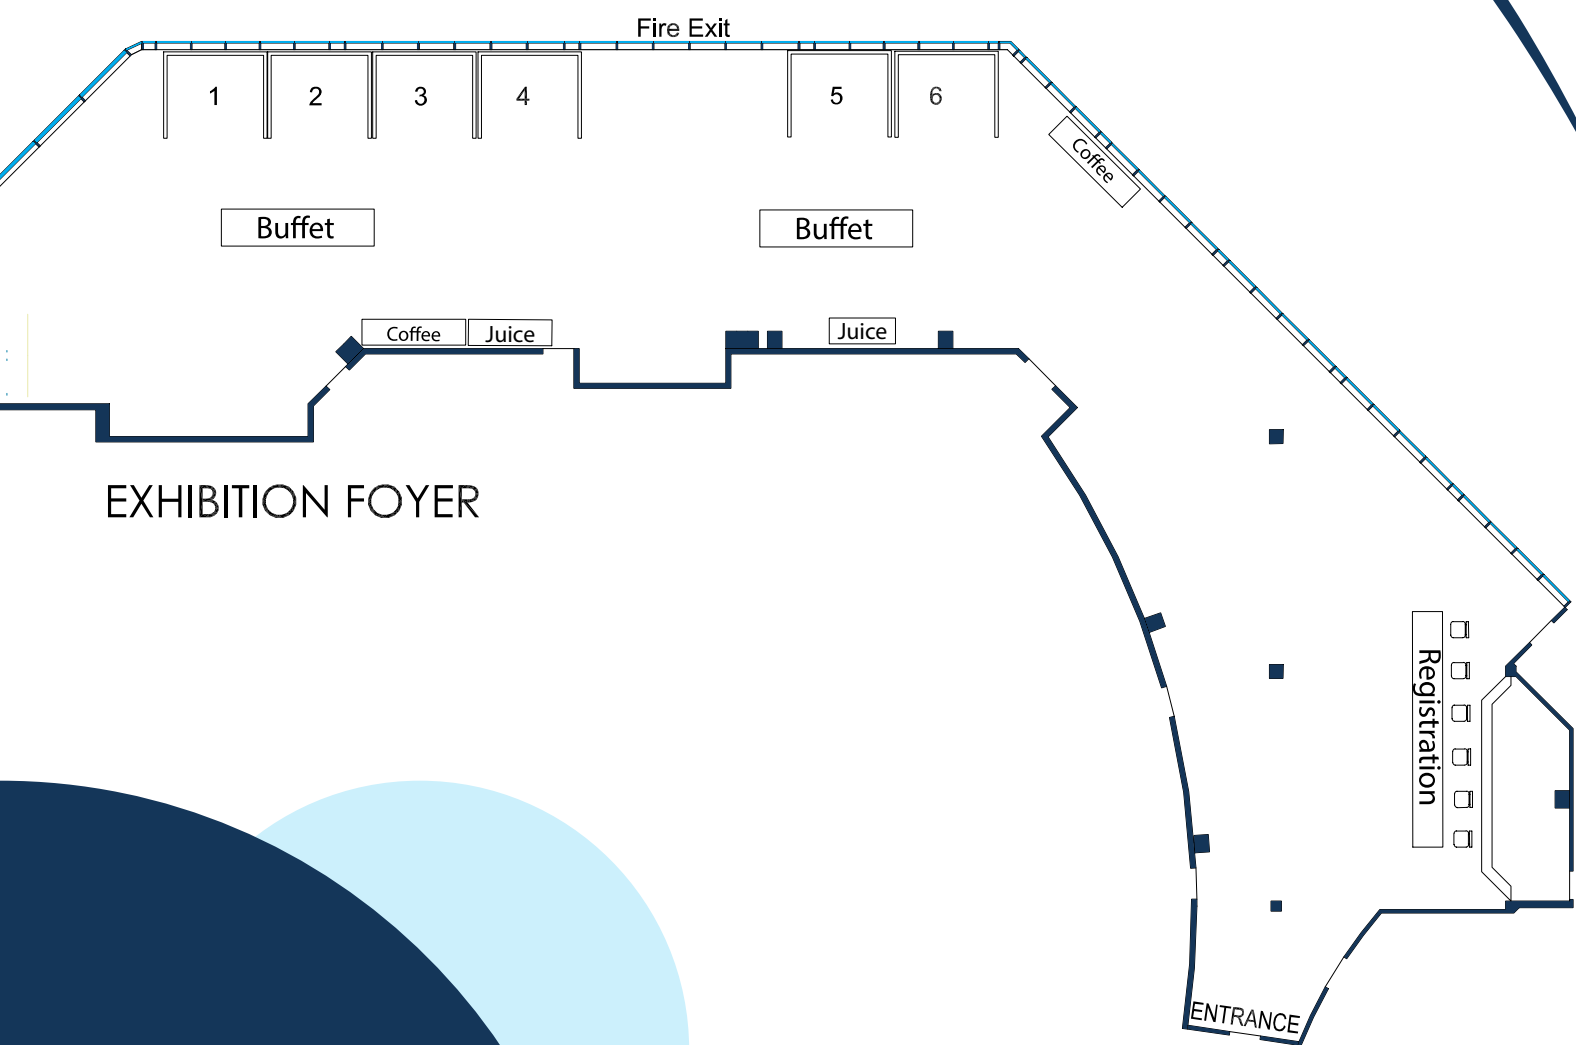 Fire Exit
1
2
3
4
5
6
Coffee
Buffet
Buffet
Coffee
Juice
Juice
EXHIBITION FOYER
Registration
ENTRANCE